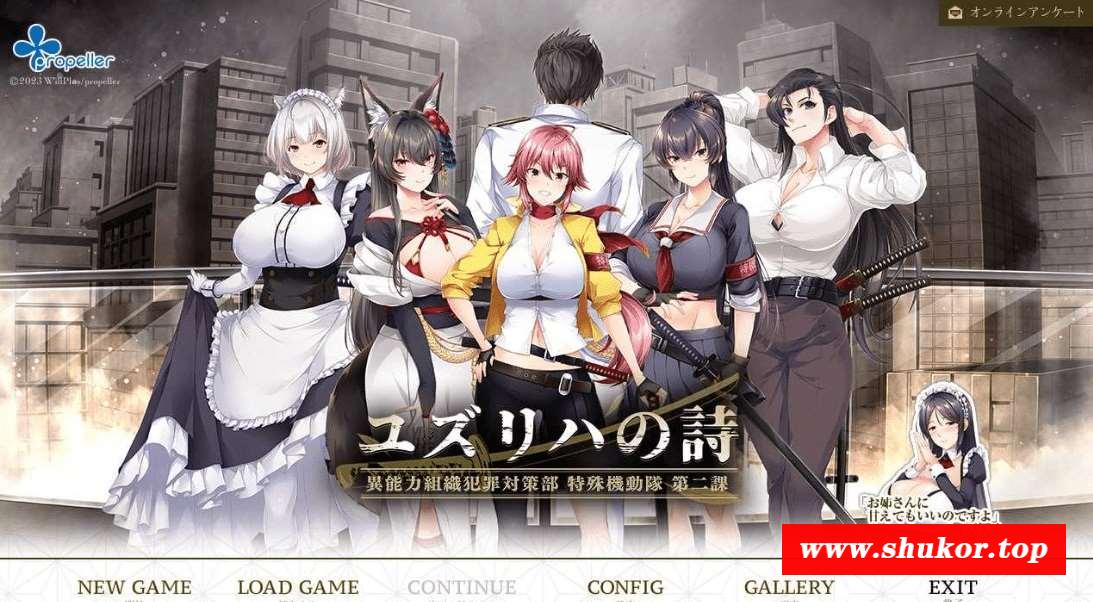 オンラインアンケート
propeller
©2023 WillPlus/propeller
特機
ユズリハの詩
異能力組織犯罪対策部 特殊機動隊 第二課
「お姉さんに
甘えてもいいのですよ」
www.shukor.top
NEW GAME
LOAD GAME
CONTINUE
CONFIG
GALLERY
EXIT